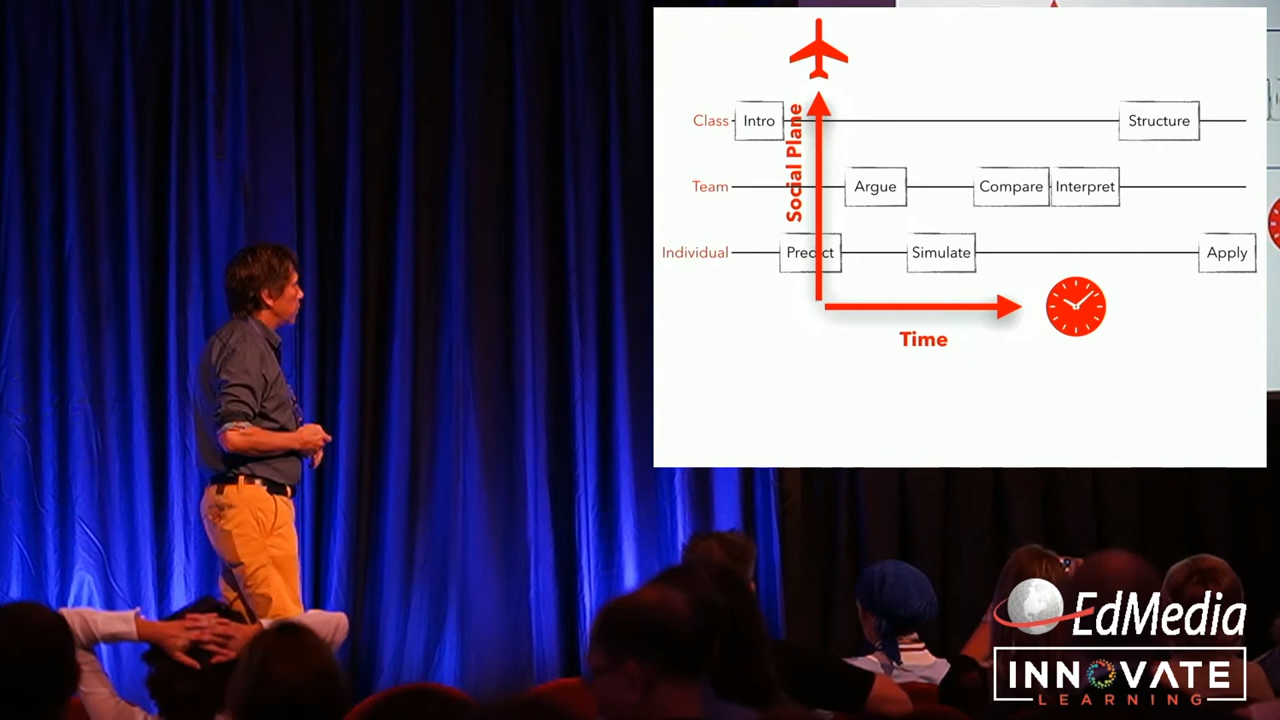 Class
Intro
Structure
Social Plane
Team
Argue
Compare
Interpret
Individual
Predict
Simulate
Apply
Time
EdMedia
INNOVATE
LEARNING